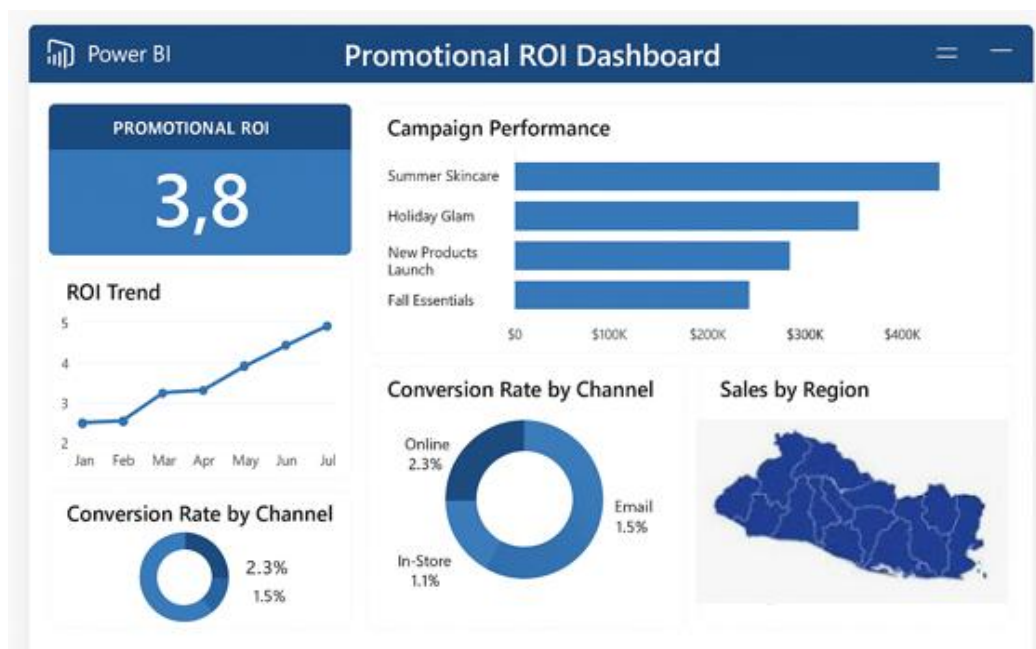 Power BI
Promotional ROI Dashboard
PROMOTIONAL ROI
3,8
ROI Trend
5
4
3
2
Jan Feb Mar Apr May Jun Jul
Conversion Rate by Channel
2.3%
1.5%
Campaign Performance
Summer Skincare
Holiday Glam
New Products
Launch
Fall Essentials
$0 $100K $200K $300K $400K
Conversion Rate by Channel
Online
2.3%
Email
1.5%
In-Store
1.1%
Sales by Region